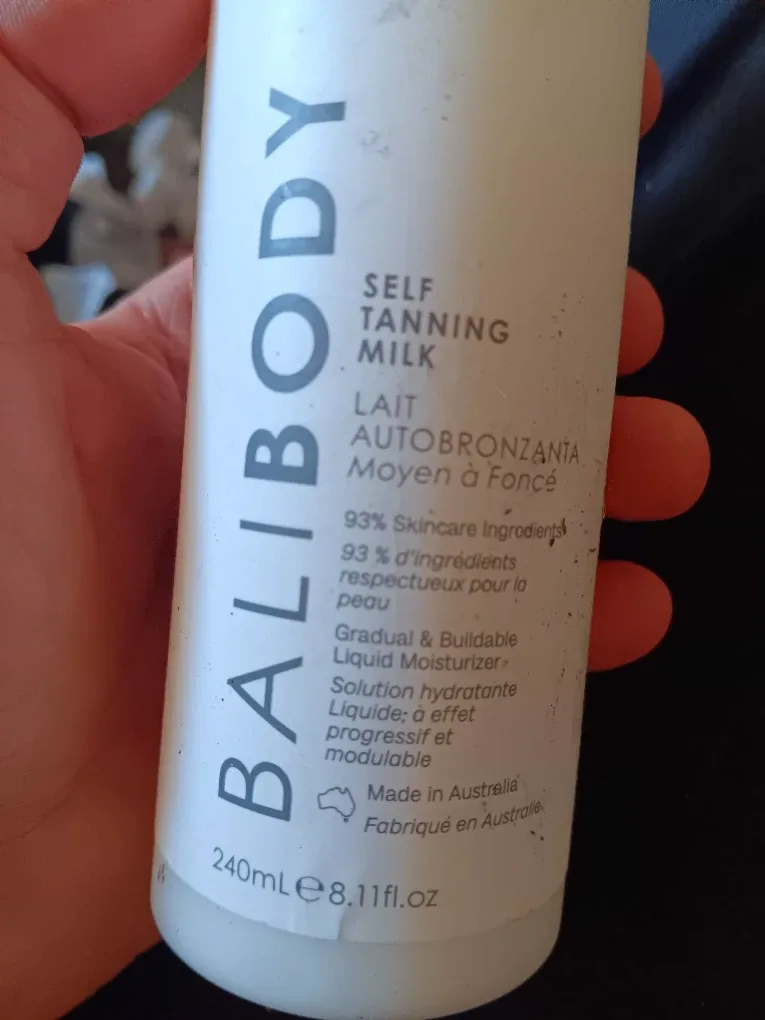 BALIBODY
SELF
TANNING
MILK
LAIT
AUTOBRONZANTA
Moyen à Foncé
93% Skincare Ingredients
93 % d'ingrédients
respectueux pour la
peau
Gradual & Buildable
Liquid Moisturizer
Solution hydratante
Liquide; à effet
progressif et
modulable
Made in Australia
Fabriqué en Australie
240mL e 8.11fl.oz